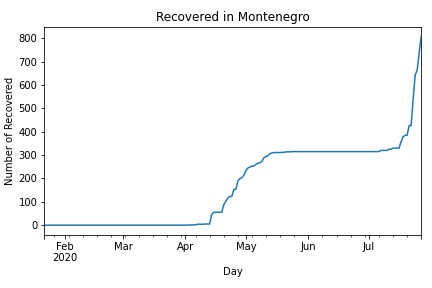 Recovered in Montenegro
Number of Recovered
800
700
600
500
400
300
200
100
0
Feb
2020
Mar
Apr
May
Jun
Jul
Day